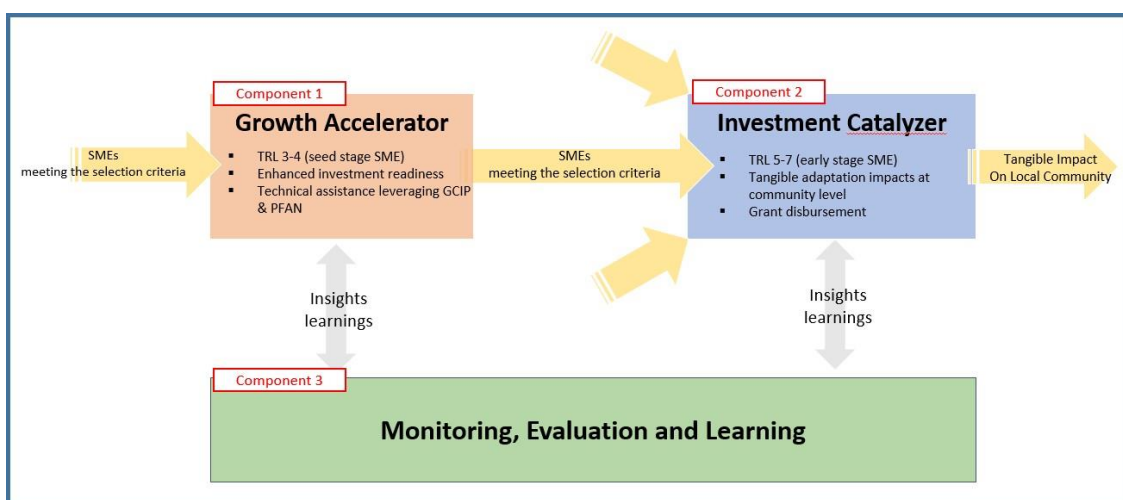 Component 1
Growth Accelerator
▪ TRL 3-4 (seed stage SME)
▪ Enhanced investment readiness
▪ Technical assistance leveraging GCIP
& PFAN
SMEs
meeting the selection criteria
SMEs
meeting the selection criteria
Component 2
Investment Catalyzer
▪ TRL 5-7 (early stage SME)
▪ Tangible adaptation impacts at
community level
▪ Grant disbursement
Tangible Impact
On Local Community
Insights
learnings
Insights
learnings
Component 3
Monitoring, Evaluation and Learning